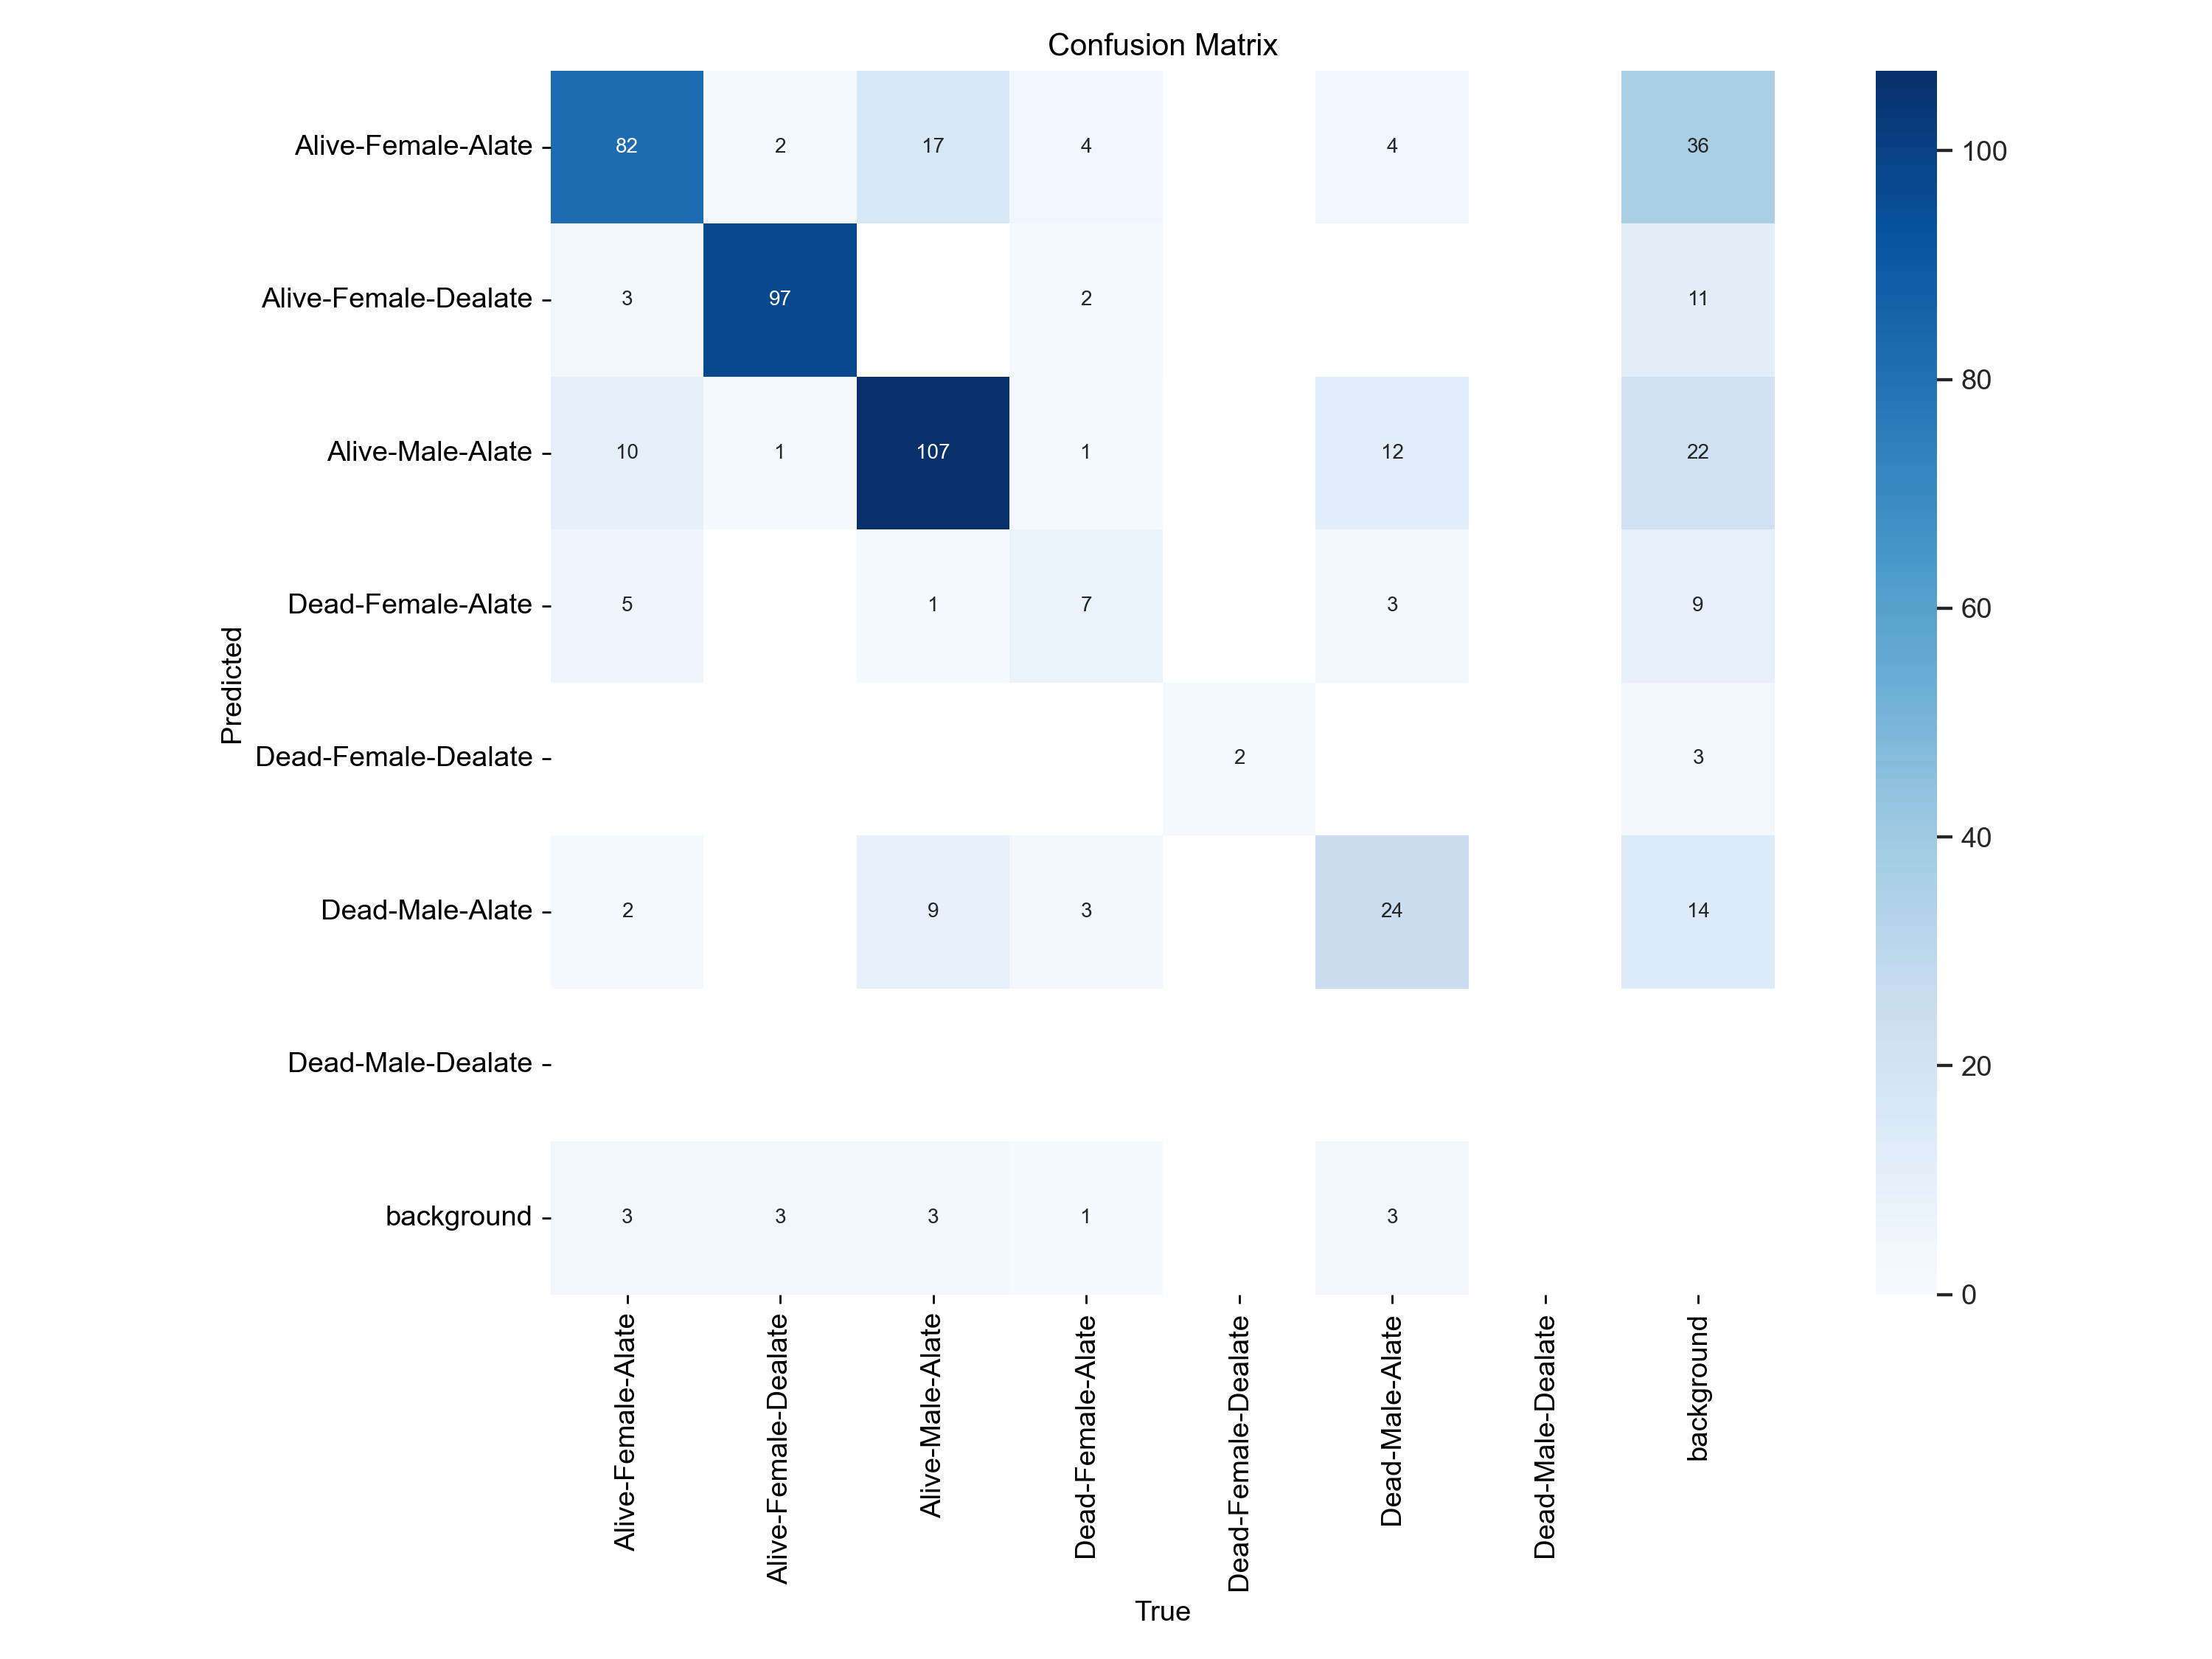 Confusion Matrix
Alive-Female-Alate 82 2 17 4 4 36
Alive-Female-Dealate 3 97 2 11
Alive-Male-Alate 10 1 107 1 12 22
Dead-Female-Alate 5 1 7 3 9
Dead-Female-Dealate 2 3
Dead-Male-Alate 2 9 3 24 14
Dead-Male-Dealate
background 3 3 3 1 3
Predicted
Alive-Female-Alate
Alive-Female-Dealate
Alive-Male-Alate
Dead-Female-Alate
Dead-Female-Dealate
Dead-Male-Alate
Dead-Male-Dealate
background
True
100
80
60
40
20
0